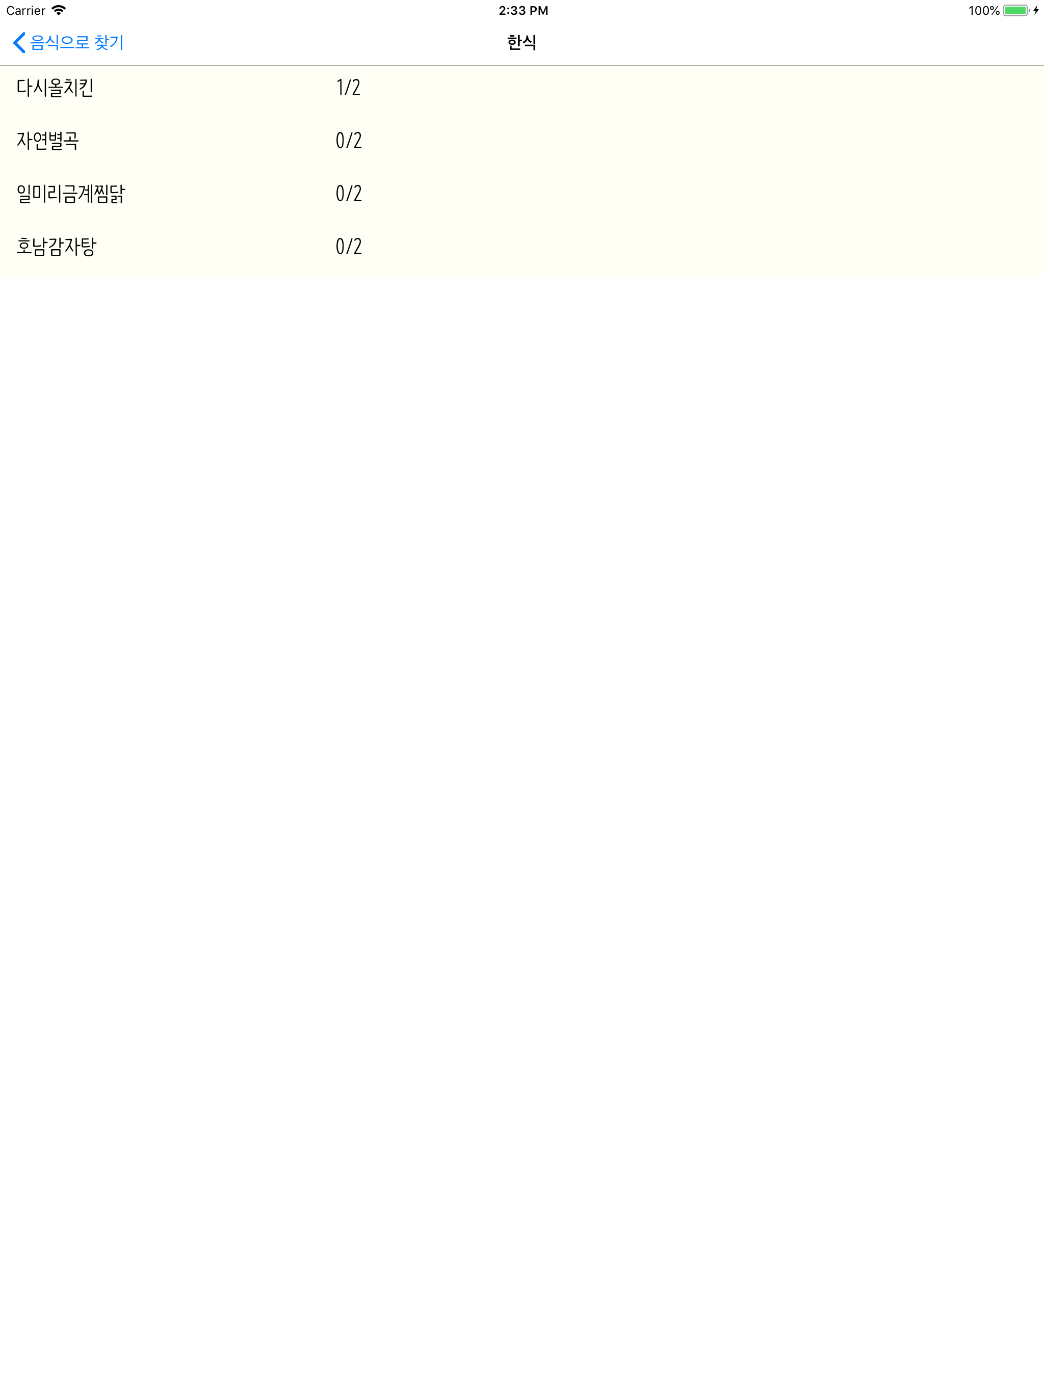 Carrier 2:33 PM 100%
음식으로 찾기 한식
다시올치킨 1/2
자연별곡 0/2
일미리금계찜닭 0/2
호남감자탕 0/2